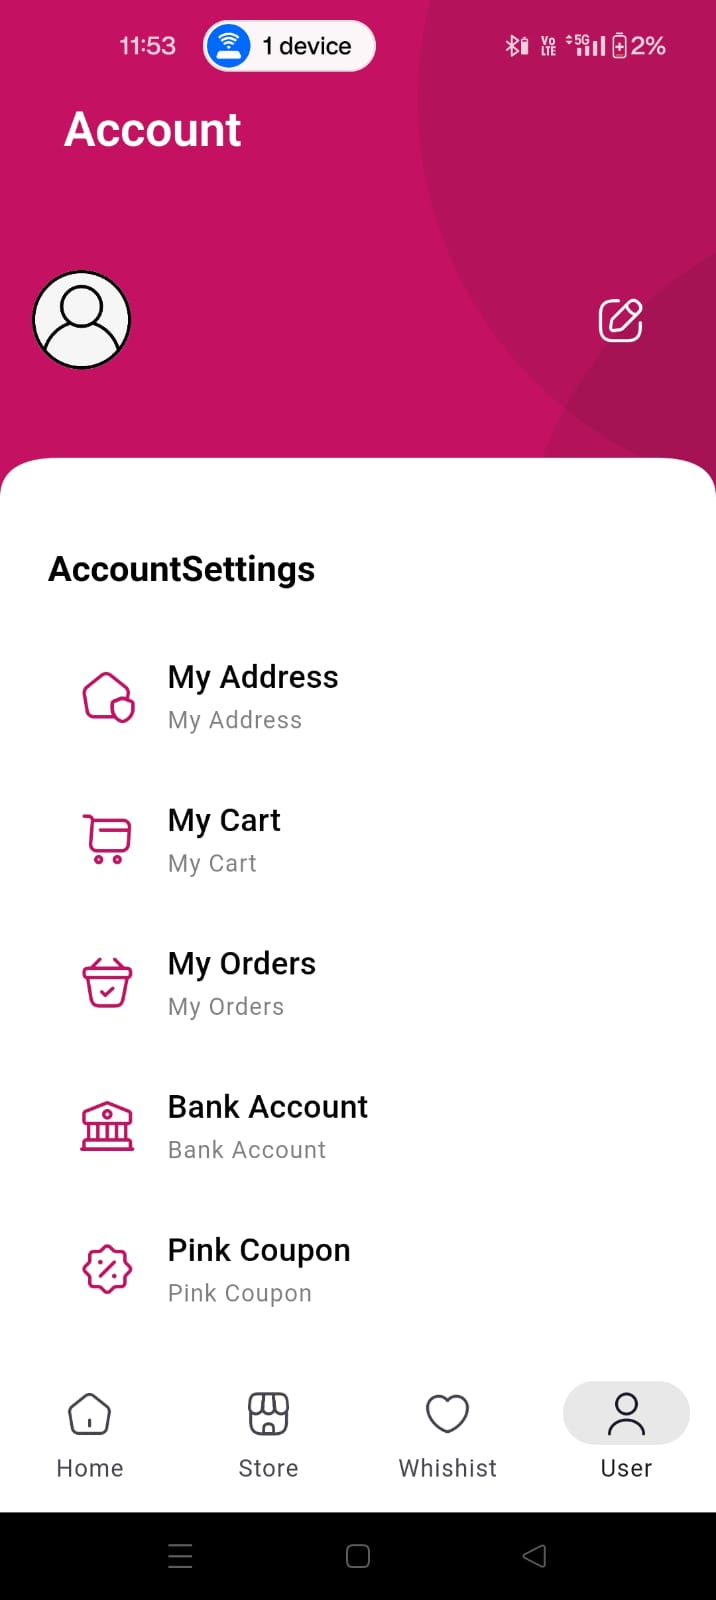 11:53 1 device Vo LTE 5G 2%
Account
AccountSettings
My Address
My Address
My Cart
My Cart
My Orders
My Orders
Bank Account
Bank Account
Pink Coupon
Pink Coupon
Home Store Whishist User